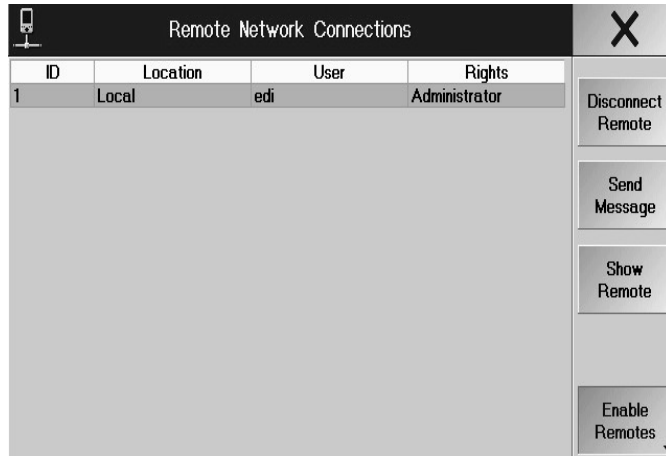 Remote Network Connections
ID Location User Rights
1 Local edi Administrator
Disconnect
Remote
Send
Message
Show
Remote
Enable
Remotes